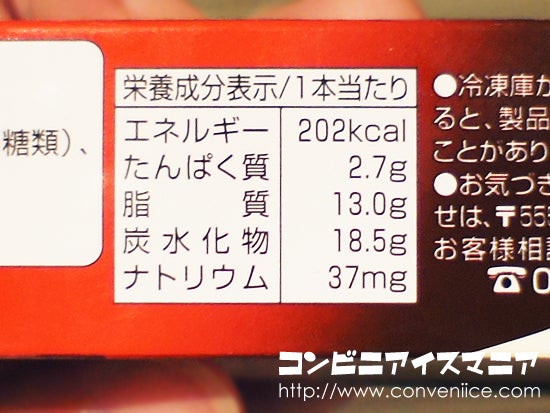 糖類）、
栄養成分表示/1本当たり
エネルギー 202kcal
たんぱく質 2.7g
脂質 13.0g
炭水化物 18.5g
ナトリウム 37mg
●冷凍庫か
ると、製品
ことがあり
●お気づき
せは、〒55
お客様相談
☎0
コンビニアイスマニア
http://www.conveniice.com/